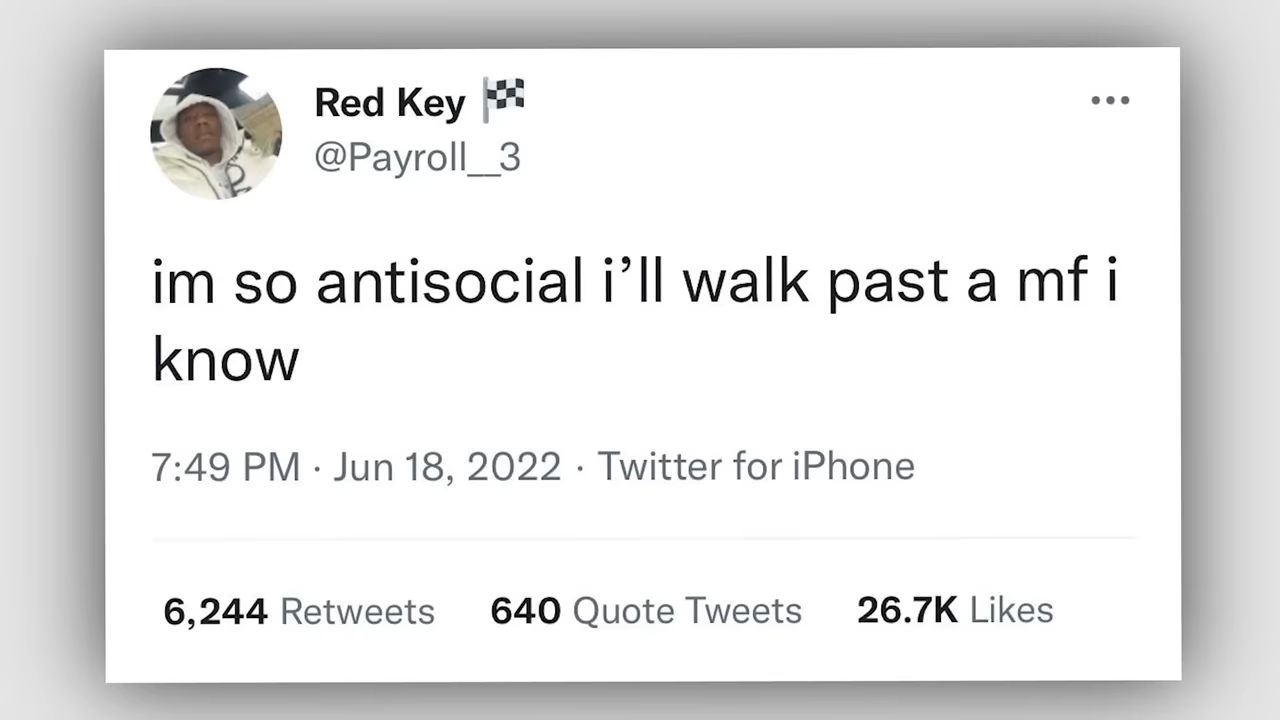 Red Key 🏁
@Payroll__3
im so antisocial i’ll walk past a mf i
know
7:49 PM · Jun 18, 2022 · Twitter for iPhone
6,244 Retweets 640 Quote Tweets 26.7K Likes